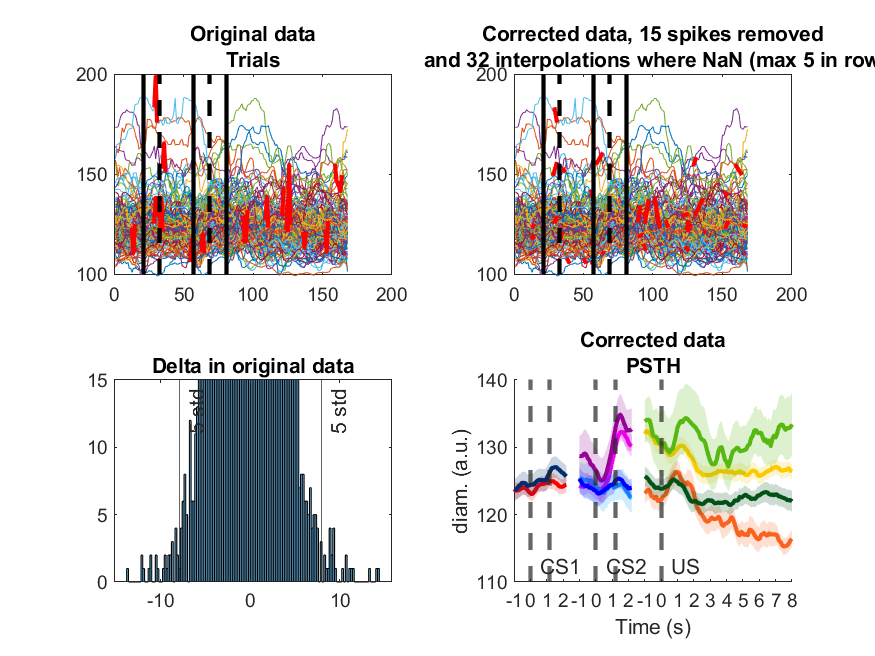 Original data
Trials
200
150
100
0 50 100 150 200
Corrected data, 15 spikes removed
and 32 interpolations where NaN (max 5 in row
200
150
100
0 50 100 150 200
Delta in original data
15
10
5
0
5 std
5 std
-10 0 10
Corrected data
PSTH
140
130
120
110
diam. (a.u.)
CS1 CS2 US
-1 0 1 2 -1 0 1 2 -1 0 1 2 3 4 5 6 7 8
Time (s)